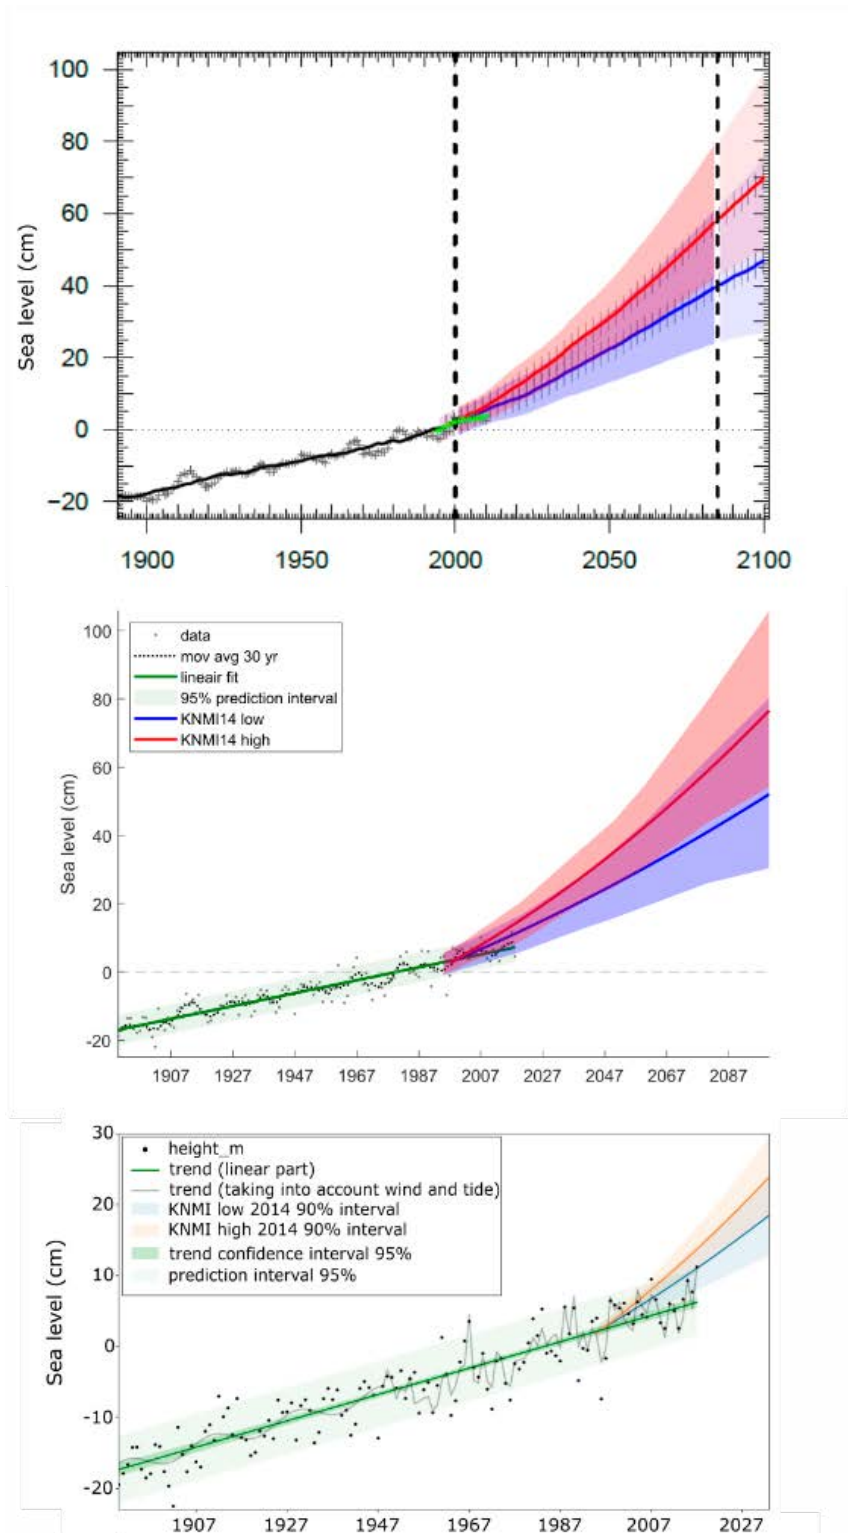 100
80
60
40
20
0
−20
Sea level (cm)
1900 1950 2000 2050 2100
data
mov avg 30 yr
lineair fit
95% prediction interval
KNMI14 low
KNMI14 high
100
80
60
40
20
0
-20
Sea level (cm)
1907 1927 1947 1967 1987 2007 2027 2047 2067 2087
height_m
trend (linear part)
trend (taking into account wind and tide)
KNMI low 2014 90% interval
KNMI high 2014 90% interval
trend confidence interval 95%
prediction interval 95%
30
20
10
0
-10
-20
Sea level (cm)
1907 1927 1947 1967 1987 2007 2027